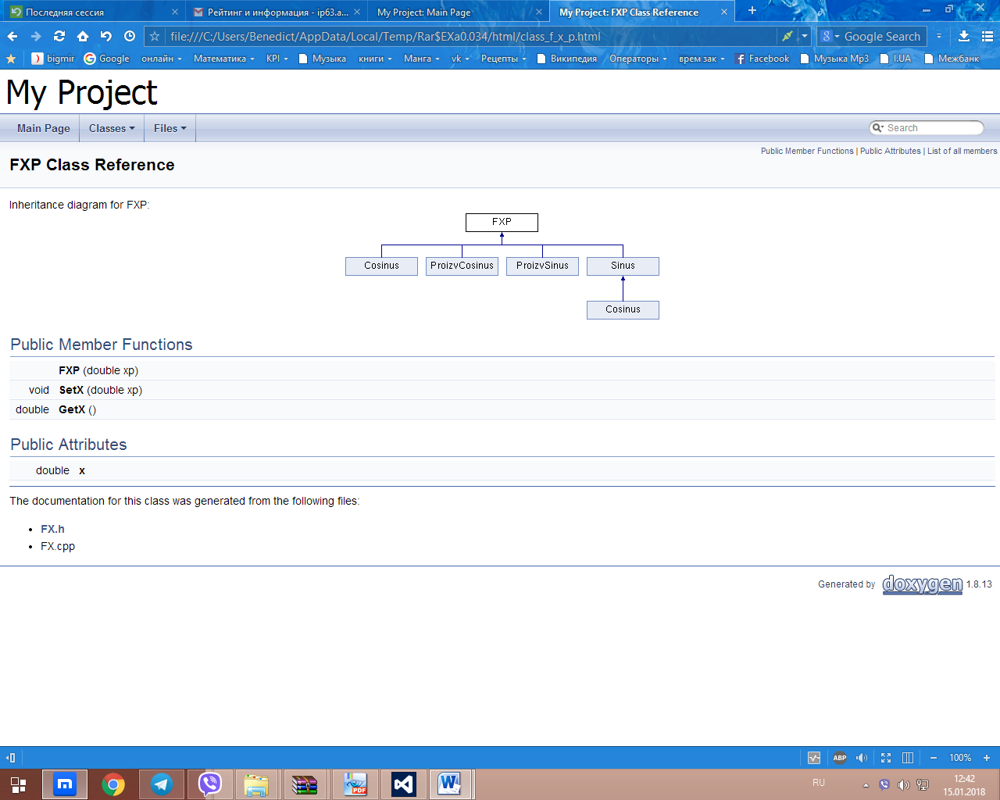 Последняя сессия
Рейтинг и информация - ip63.a...
My Project: Main Page
My Project: FXP Class Reference
file:///C:/Users/Benedict/AppData/Local/Temp/Rar$EXa0.034/html/class_f_x_p.html
Google Search
bigmir
Google
онлайн
Математика
KPI
Музыка
книги
Манга
vk
Рецепты
Википедия
Операторы
врем зак
Facebook
Музыка Mp3
I.UA
Межбанк
My Project
Main Page
Classes
Files
Search
Public Member Functions | Public Attributes | List of all members
FXP Class Reference
Inheritance diagram for FXP:
FXP
Cosinus
ProizvCosinus
ProizvSinus
Sinus
Cosinus
Public Member Functions
FXP (double xp)
void SetX (double xp)
double GetX ()
Public Attributes
double x
The documentation for this class was generated from the following files:
• FX.h
• FX.cpp
Generated by doxygen 1.8.13
ABP
100%
PDF
RU
12:42
15.01.2018